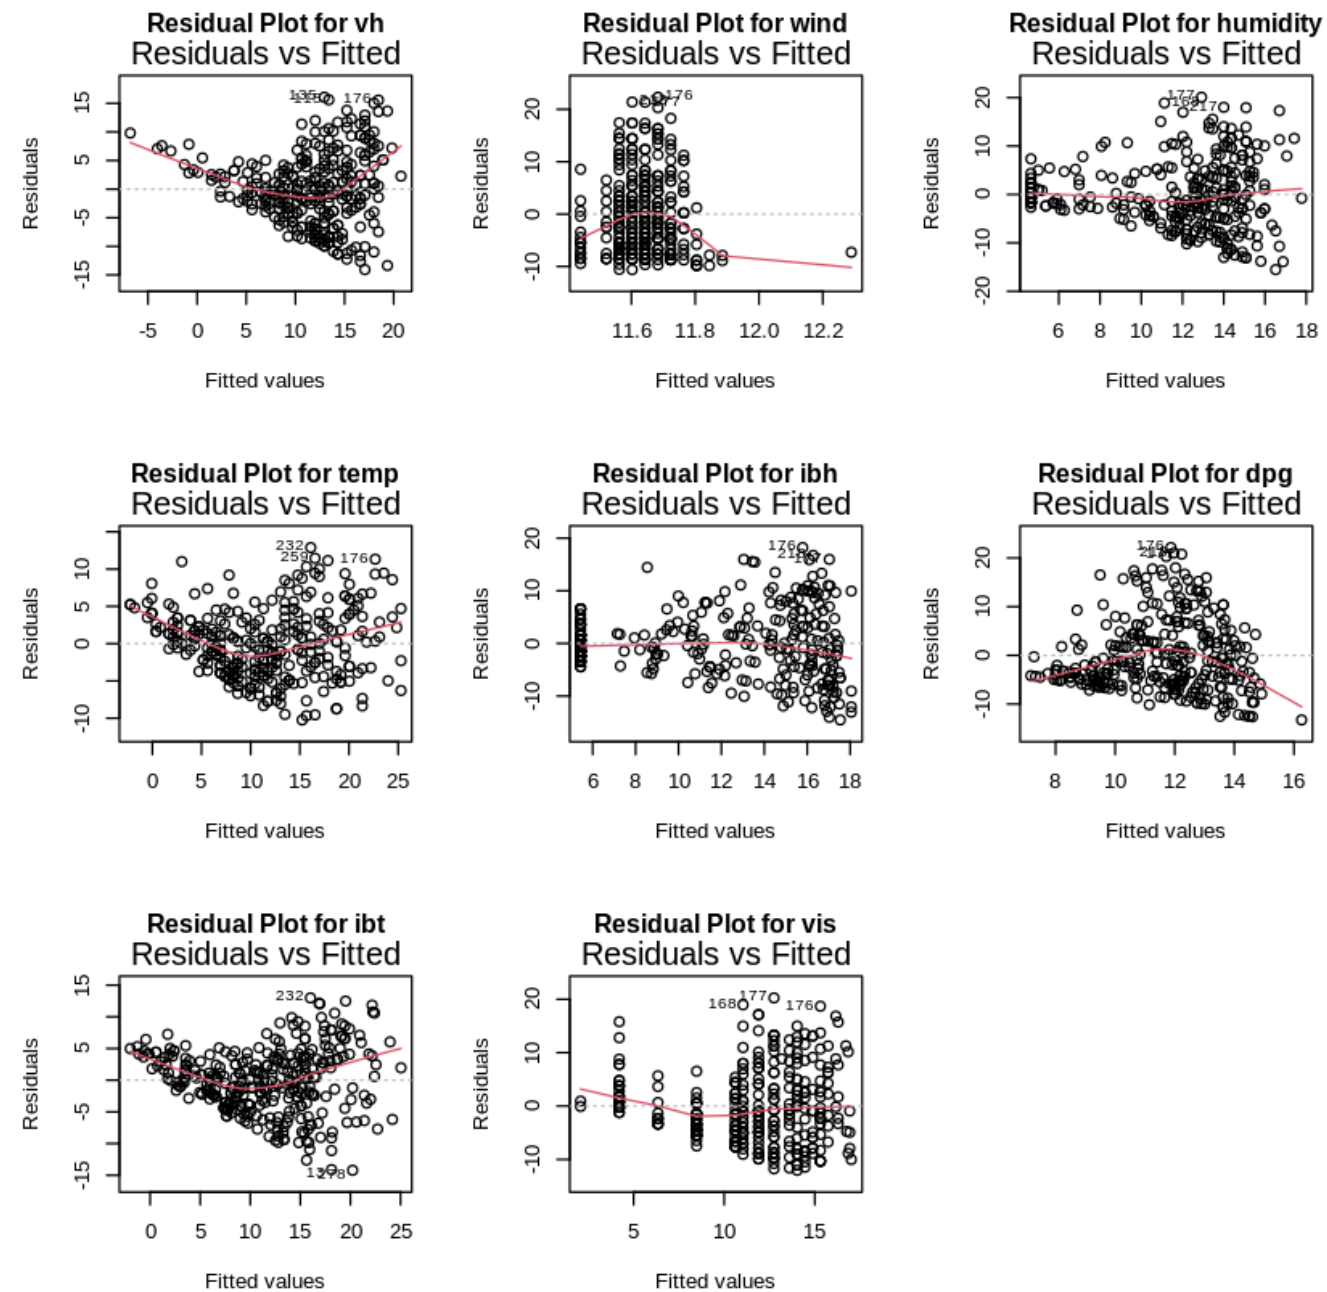 Residual Plot for vh
Residuals vs Fitted
Residuals
15
5
-5
-15
135
176
-5 0 5 10 15 20
Fitted values
Residual Plot for wind
Residuals vs Fitted
Residuals
20
10
0
-10
176
11.6 11.8 12.0 12.2
Fitted values
Residual Plot for humidity
Residuals vs Fitted
Residuals
20
10
0
-10
-20
177
217
6 8 10 12 14 16 18
Fitted values
Residual Plot for temp
Residuals vs Fitted
Residuals
10
5
0
-10
232
259
176
0 5 10 15 20 25
Fitted values
Residual Plot for ibh
Residuals vs Fitted
Residuals
20
10
0
-10
176
6 8 10 12 14 16 18
Fitted values
Residual Plot for dpg
Residuals vs Fitted
Residuals
20
10
0
-10
176
8 10 12 14 16
Fitted values
Residual Plot for ibt
Residuals vs Fitted
Residuals
15
5
-5
-15
232
0 5 10 15 20 25
Fitted values
Residual Plot for vis
Residuals vs Fitted
Residuals
20
10
0
-10
168
177
176
5 10 15
Fitted values